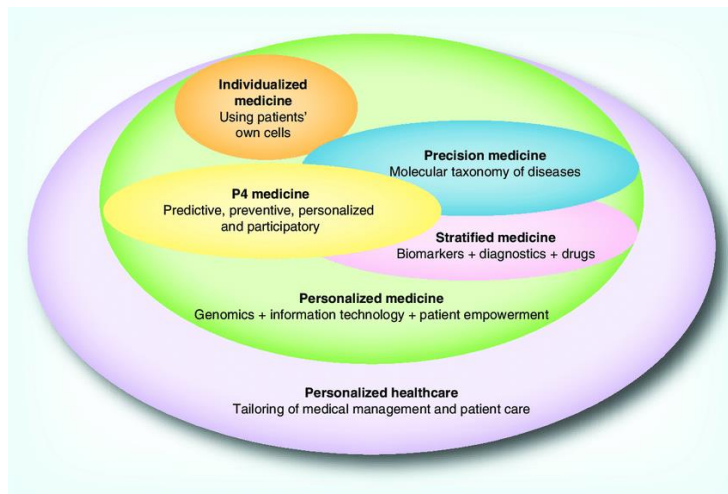 Individualized
medicine
Using patients'
own cells
Precision medicine
Molecular taxonomy of diseases
P4 medicine
Predictive, preventive, personalized
and participatory
Stratified medicine
Biomarkers + diagnostics + drugs
Personalized medicine
Genomics + information technology + patient empowerment
Personalized healthcare
Tailoring of medical management and patient care